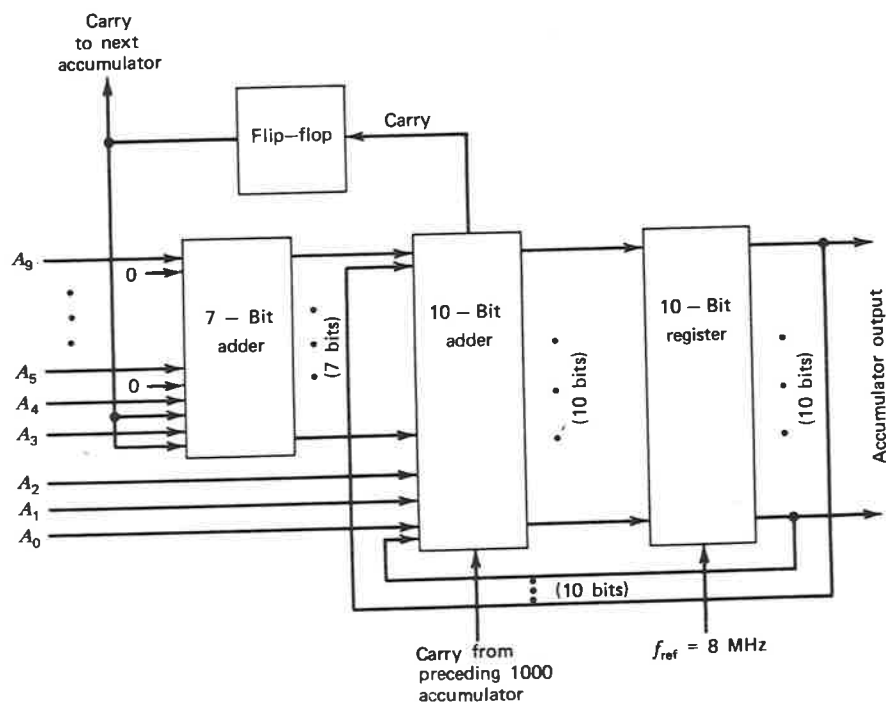 Carry
to next
accumulator
Flip–flop
Carry
A9
0
7 – Bit
adder
(7 bits)
10–Bit
adder
(10 bits)
10 – Bit
register
(10 bits)
Accumulator output
A5
0
A4
A3
A2
A1
A0
(10 bits)
Carry from
preceding 1000
accumulator
fref = 8 MHz